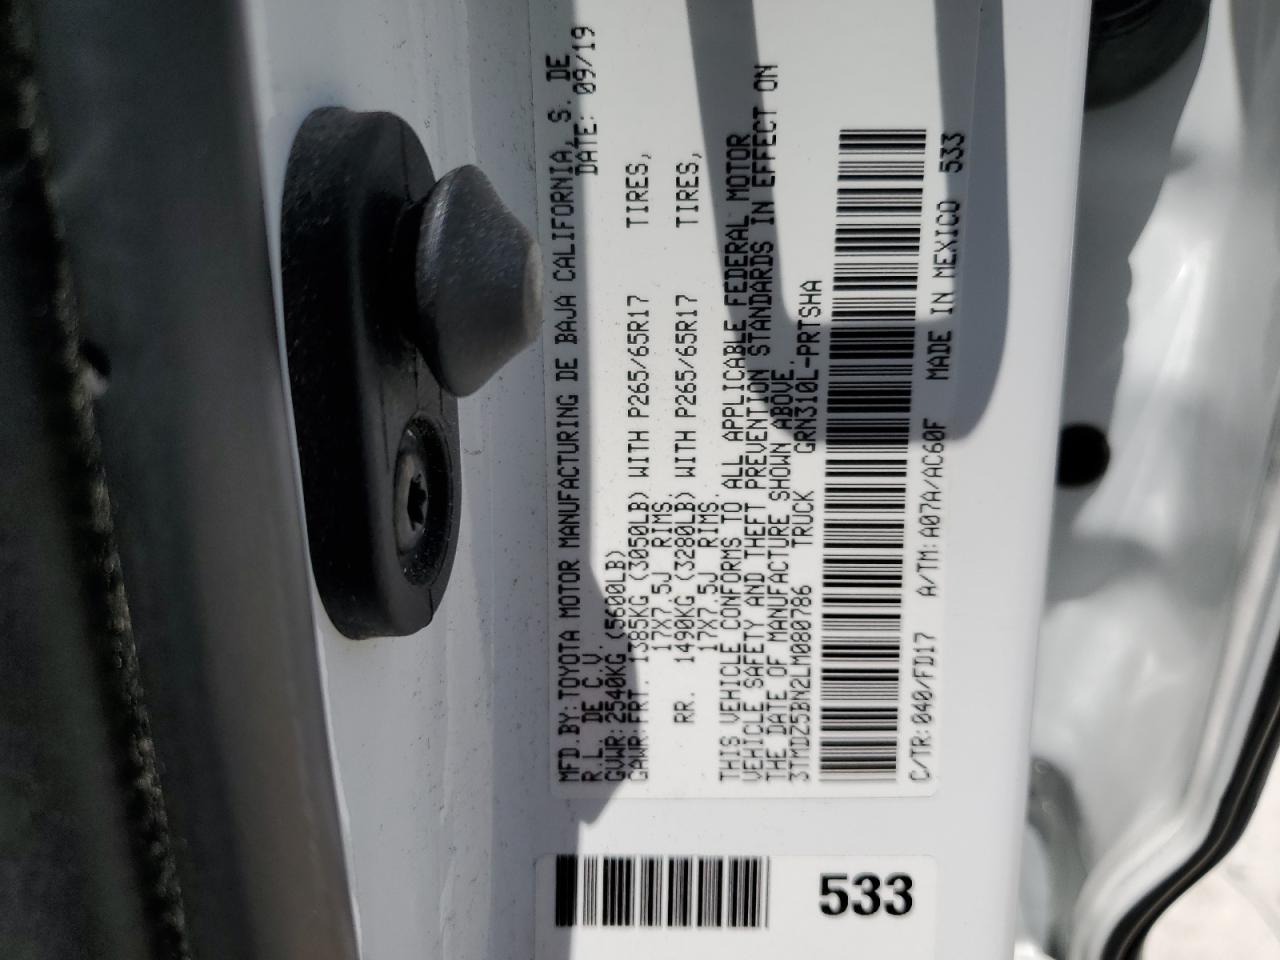 MFD.BY:TOYOTA MOTOR MANUFACTURING DE BAJA CALIFORNIA, S. DE
R.L. DE C.V. DATE: 09/19
GVWR:2540KG (5600LB)
GAWR:FRT. 1385KG (3050LB) WITH P265/65R17 TIRES,
17X7.5J RIMS.
RR. 1490KG (3280LB) WITH P265/65R17 TIRES,
17X7.5J RIMS.
THIS VEHICLE CONFORMS TO ALL APPLICABLE FEDERAL MOTOR
VEHICLE SAFETY AND THEFT PREVENTION STANDARDS IN EFFECT ON
THE DATE OF MANUFACTURE SHOWN ABOVE.
3TMDZ5BN2LM080786 TRUCK GRN310L-PRTSHA
C/TR:040/FD17 A/TM:A07A/AC60F MADE IN MEXICO 533
533